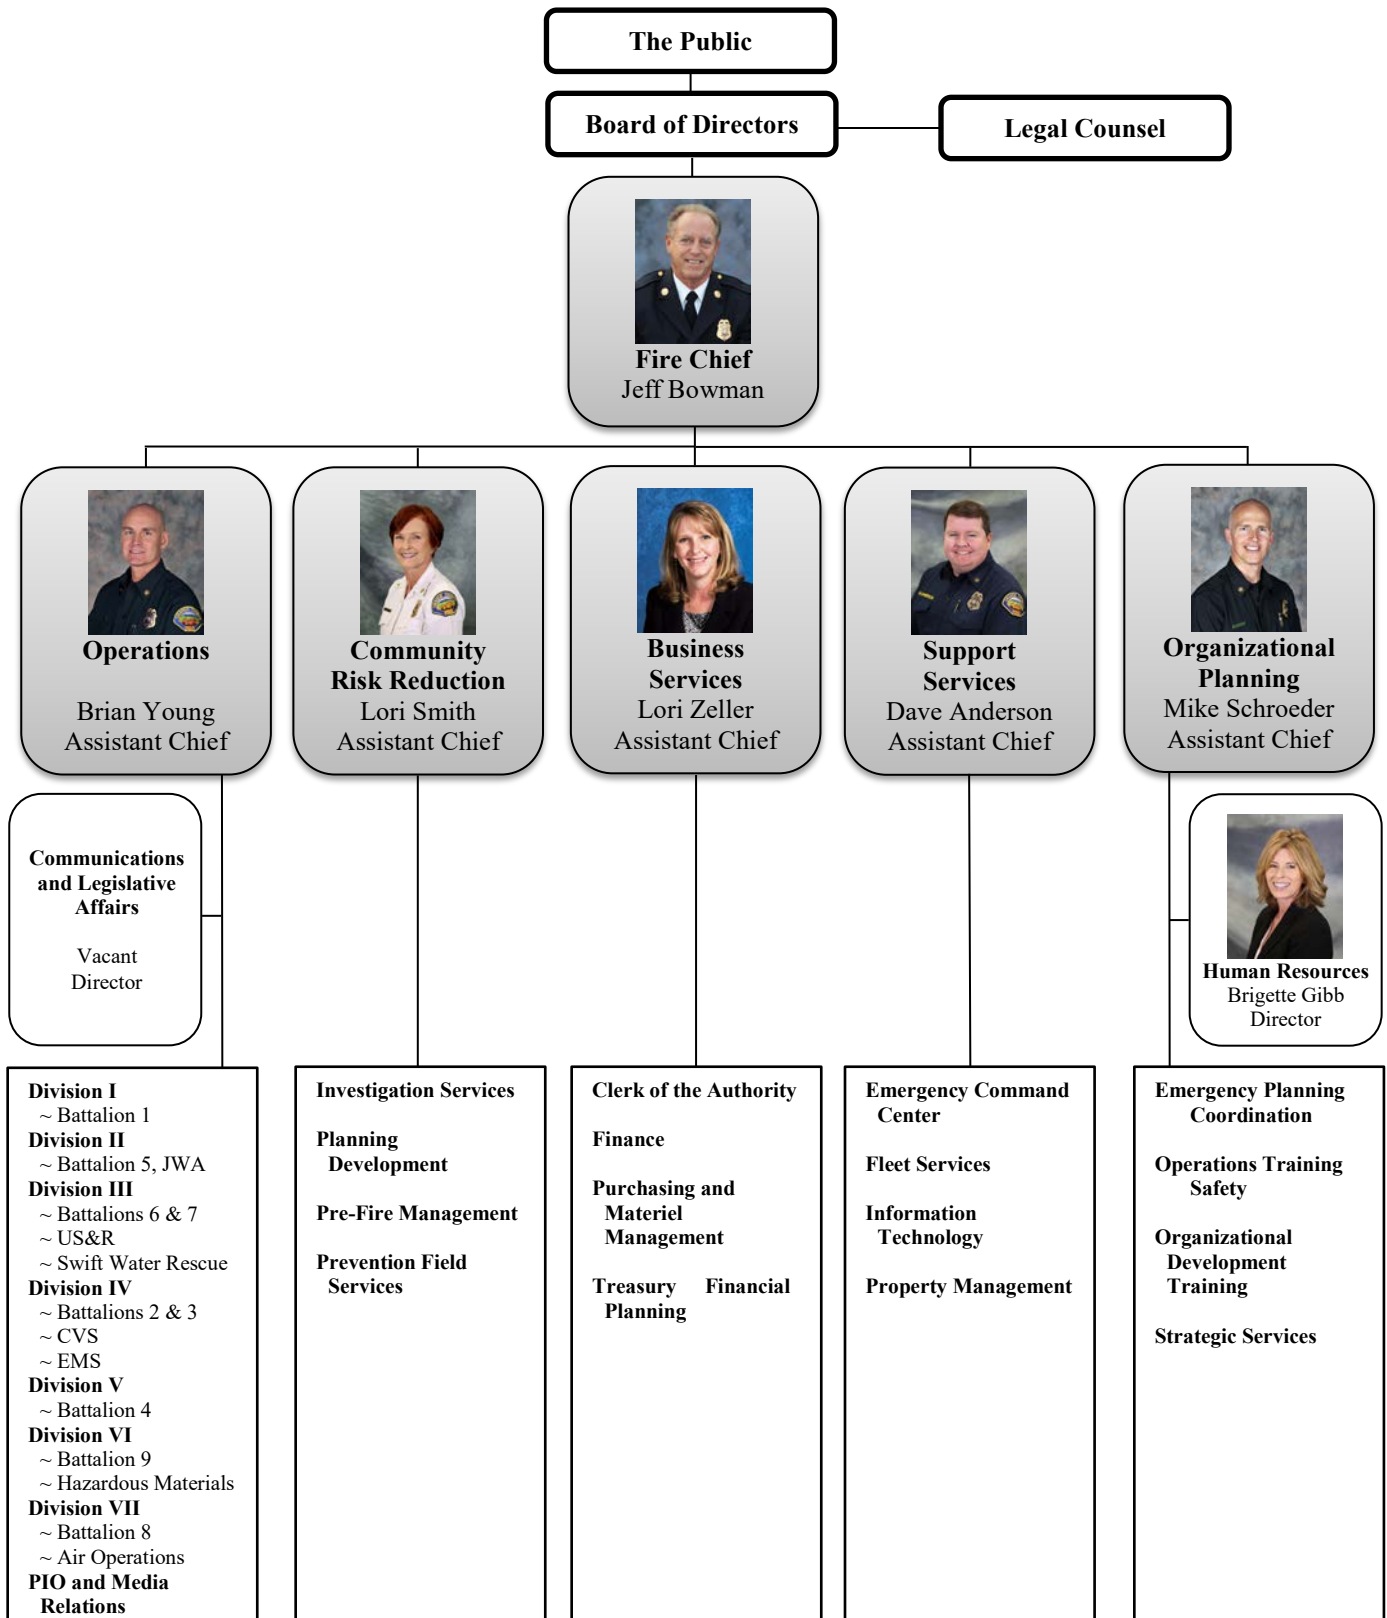 The Public
Board of Directors
Legal Counsel
Fire Chief
Jeff Bowman
Operations
Brian Young
Assistant Chief
Community
Risk Reduction
Lori Smith
Assistant Chief
Business
Services
Lori Zeller
Assistant Chief
Support
Services
Dave Anderson
Assistant Chief
Organizational
Planning
Mike Schroeder
Assistant Chief
Communications
and Legislative
Affairs
Vacant
Director
Human Resources
Brigette Gibb
Director
Division I
~ Battalion 1
Division II
~ Battalion 5, JWA
Division III
~ Battalions 6 & 7
~ US&R
~ Swift Water Rescue
Division IV
~ Battalions 2 & 3
~ CVS
~ EMS
Division V
~ Battalion 4
Division VI
~ Battalion 9
~ Hazardous Materials
Division VII
~ Battalion 8
~ Air Operations
PIO and Media
Relations
Investigation Services
Planning
Development
Pre-Fire Management
Prevention Field
Services
Clerk of the Authority
Finance
Purchasing and
Materiel
Management
Treasury Financial
Planning
Emergency Command
Center
Fleet Services
Information
Technology
Property Management
Emergency Planning
Coordination
Operations Training
Safety
Organizational
Development
Training
Strategic Services